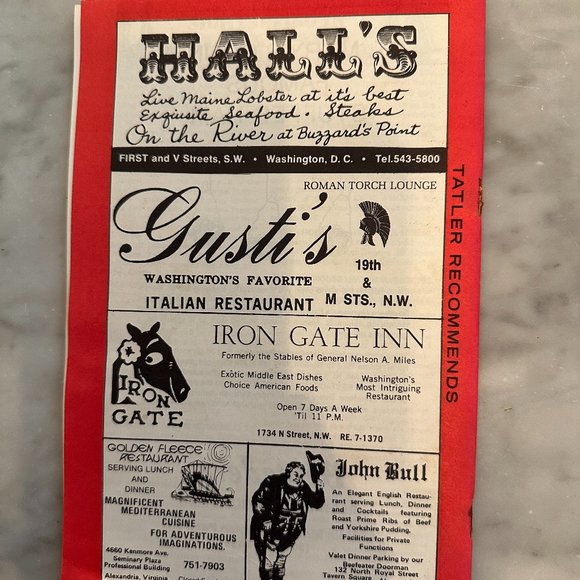 HALL'S
Live Maine Lobster at it's best
Exquisite Seafood • Steaks
On the River at Buzzard's Point
FIRST and V Streets, S.W. • Washington, D. C. • Tel.543-5800
TATLER RECOMMENDS
ROMAN TORCH LOUNGE
Gusti's
WASHINGTON'S FAVORITE
ITALIAN RESTAURANT
19th
&
M STS., N.W.
IRON GATE INN
Formerly the Stables of General Nelson A. Miles
Exotic Middle East Dishes
Choice American Foods
Washington's
Most Intriguing
Restaurant
Open 7 Days A Week
'Til 11 P.M.
1734 N Street, N.W. RE. 7-1370
IRON
GATE
GOLDEN FLEECE
RESTAURANT
SERVING LUNCH
AND
DINNER
MAGNIFICENT
MEDITERRANEAN
CUISINE
FOR ADVENTUROUS
IMAGINATIONS.
4660 Kenmore Ave.
Seminary Plaza
Professional Building
Alexandria, Virginia
751-7903
John Bull
An Elegant English Restau-
rant serving Lunch, Dinner
and Cocktails featuring
Roast Prime Ribs of Beef
and Yorkshire Pudding.
Facilities for Private
Functions
Valet Dinner Parking by our
Beefeater Doorman
132 North Royal Street
Tavern Square